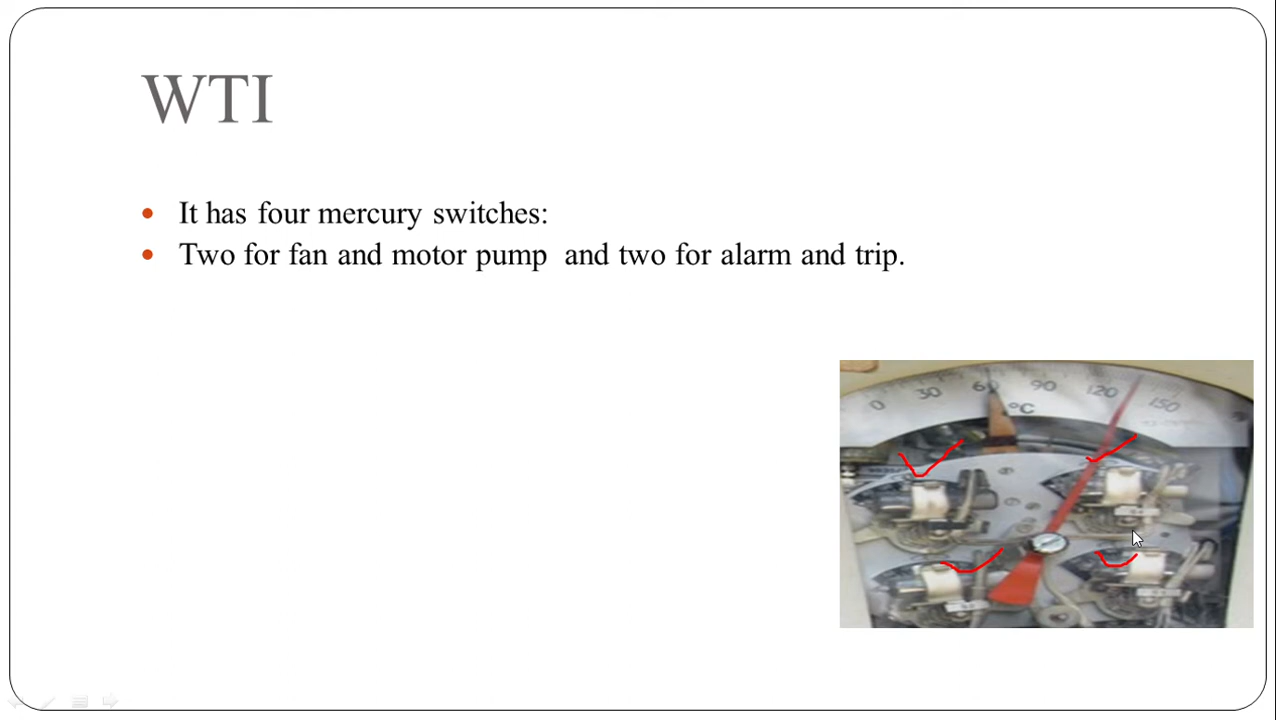 WTI
It has four mercury switches:
Two for fan and motor pump and two for alarm and trip.
0 30 60 90 120 150
°C